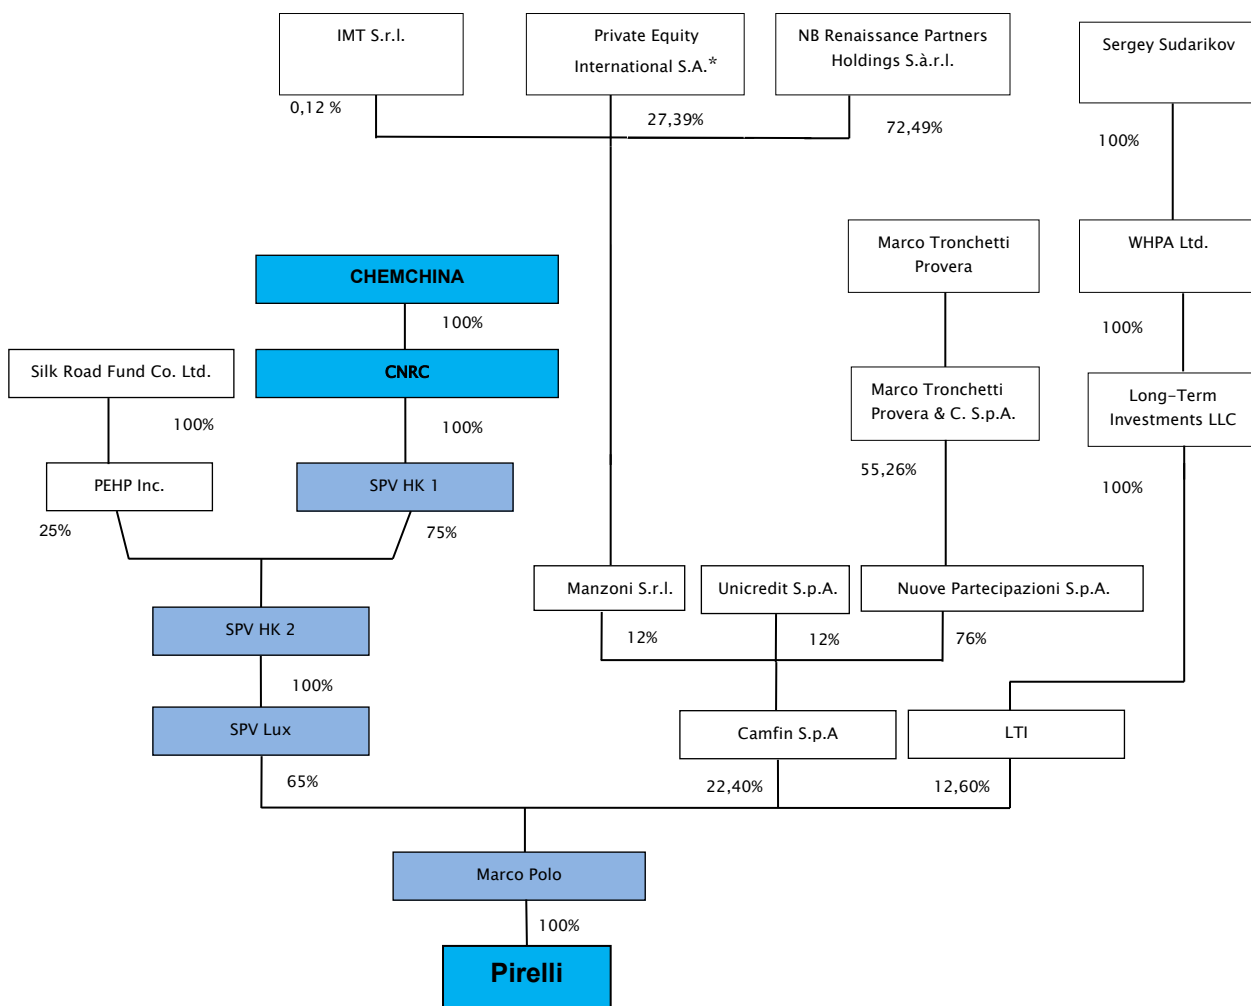 IMT S.r.l.
Private Equity
International S.A.*
NB Renaissance Partners
Holdings S.à.r.l.
Sergey Sudarikov
0,12 %
27,39%
72,49%
100%
Marco Tronchetti
Provera
WHPA Ltd.
CHEMCHINA
100%
100%
Silk Road Fund Co. Ltd.
CNRC
Marco Tronchetti
Provera & C. S.p.A.
Long-Term
Investments LLC
100%
100%
55,26%
100%
PEHP Inc.
SPV HK 1
25%
75%
Manzoni S.r.l.
Unicredit S.p.A.
Nuove Partecipazioni S.p.A.
SPV HK 2
12%
12%
76%
100%
SPV Lux
Camfin S.p.A
LTI
65%
22,40%
12,60%
Marco Polo
100%
Pirelli